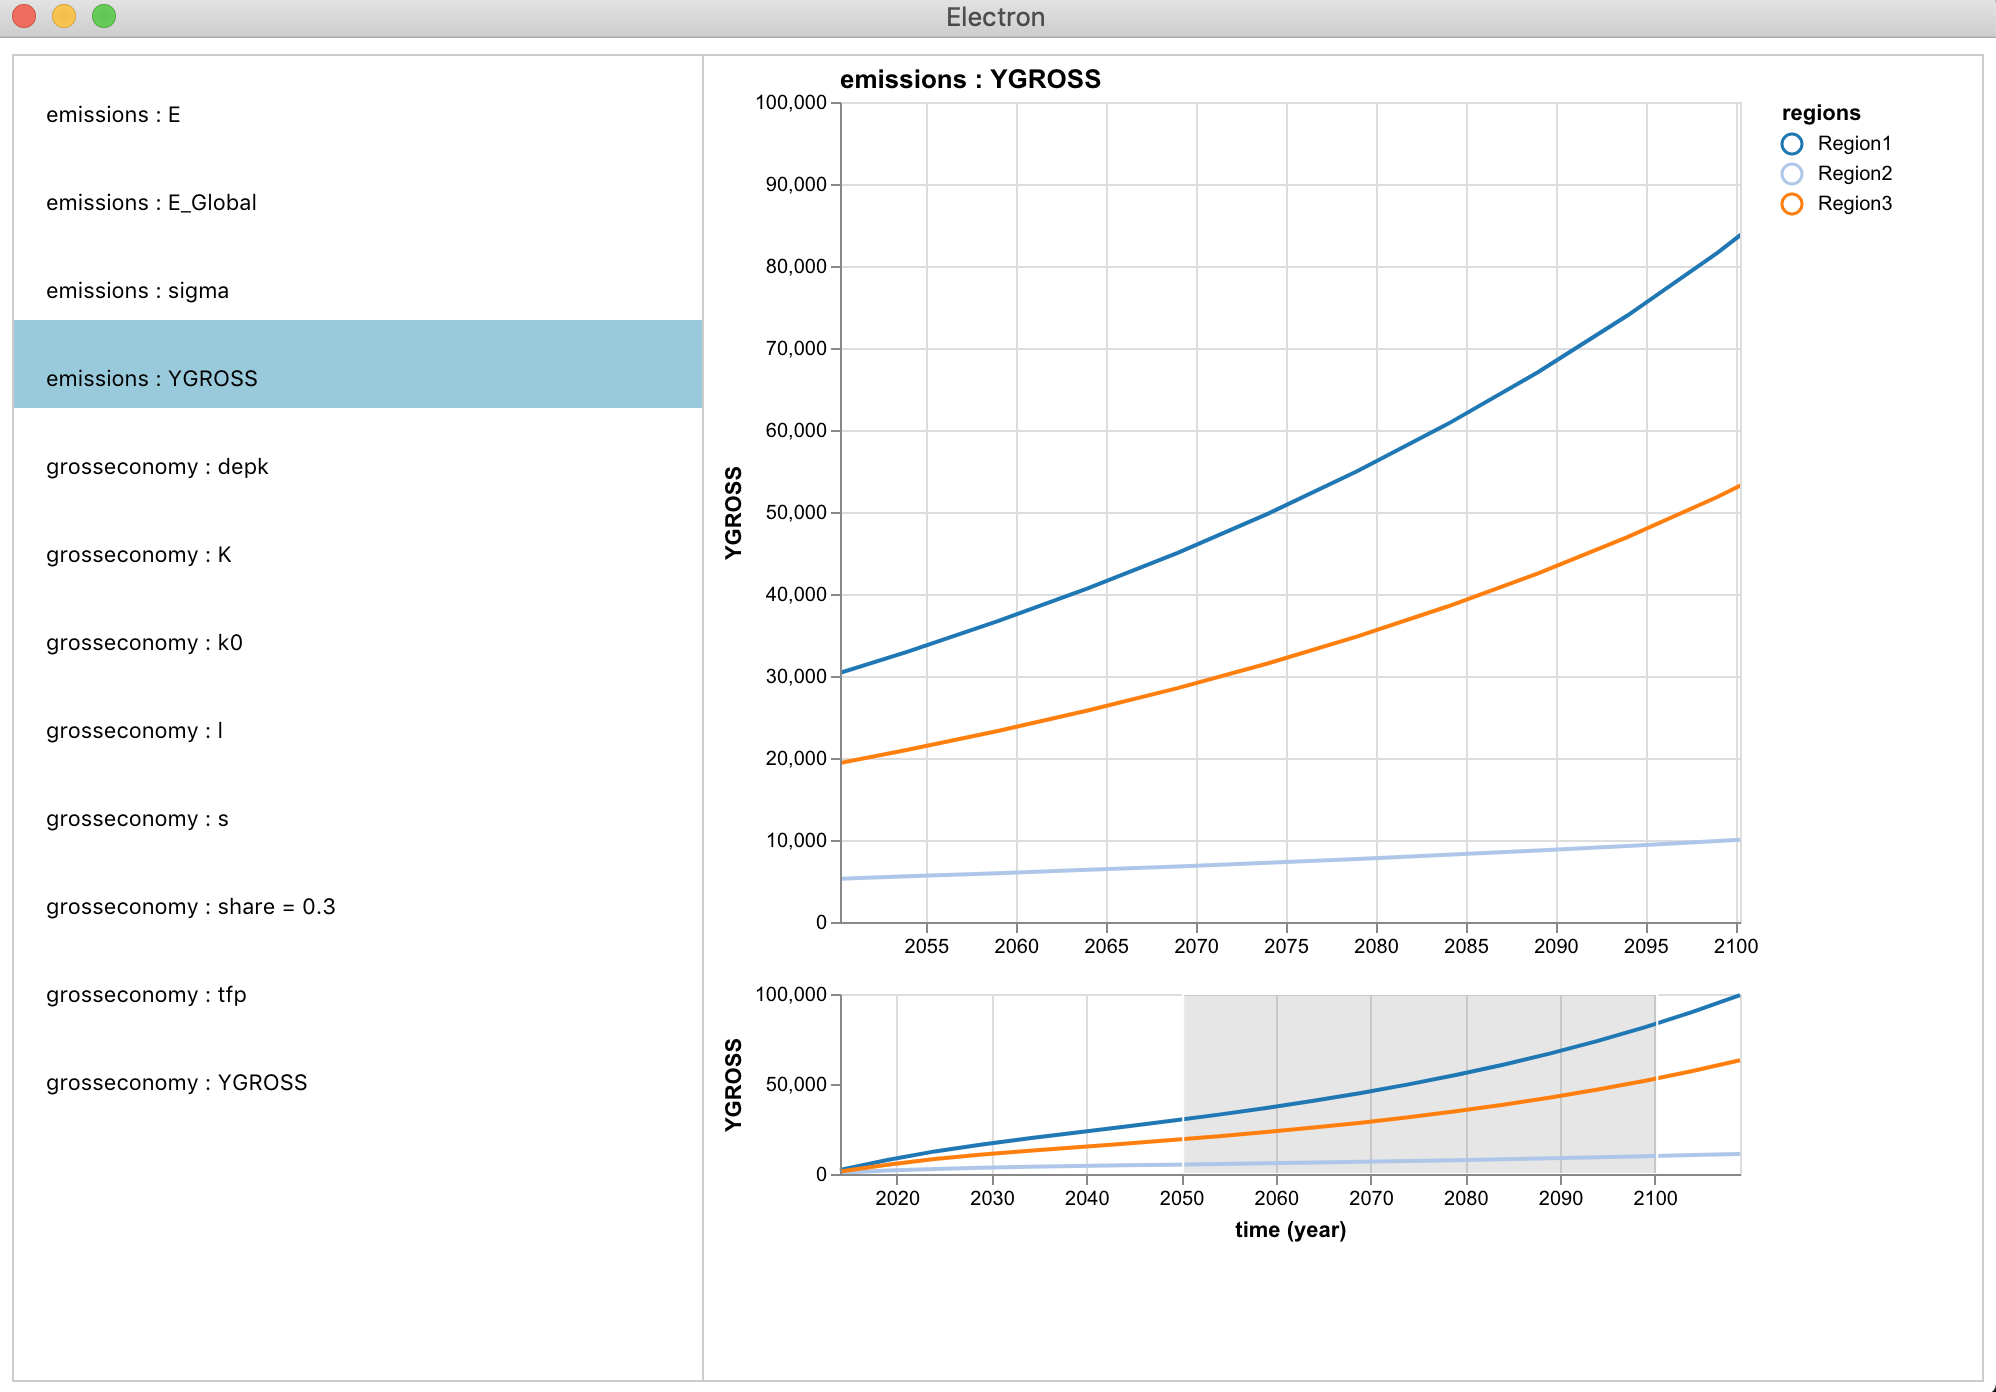 Electron
emissions : E
emissions : E_Global
emissions : sigma
emissions : YGROSS
grosseconomy : depk
grosseconomy : K
grosseconomy : k0
grosseconomy : l
grosseconomy : s
grosseconomy : share = 0.3
grosseconomy : tfp
grosseconomy : YGROSS
emissions : YGROSS
100,000
90,000
80,000
70,000
60,000
50,000
40,000
30,000
20,000
10,000
0
YGROSS
2055 2060 2065 2070 2075 2080 2085 2090 2095 2100
regions
Region1
Region2
Region3
100,000
50,000
0
YGROSS
2020 2030 2040 2050 2060 2070 2080 2090 2100
time (year)